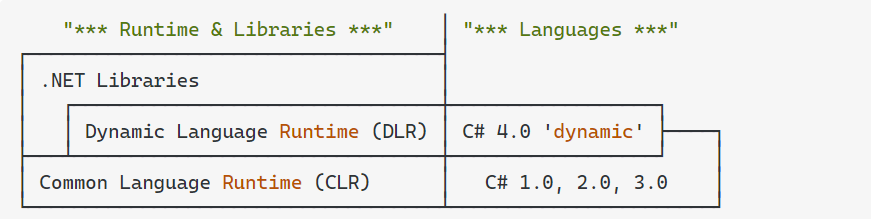 "*** Runtime & Libraries ***" "*** Languages ***"
.NET Libraries
Dynamic Language Runtime (DLR) C# 4.0 'dynamic'
Common Language Runtime (CLR) C# 1.0, 2.0, 3.0